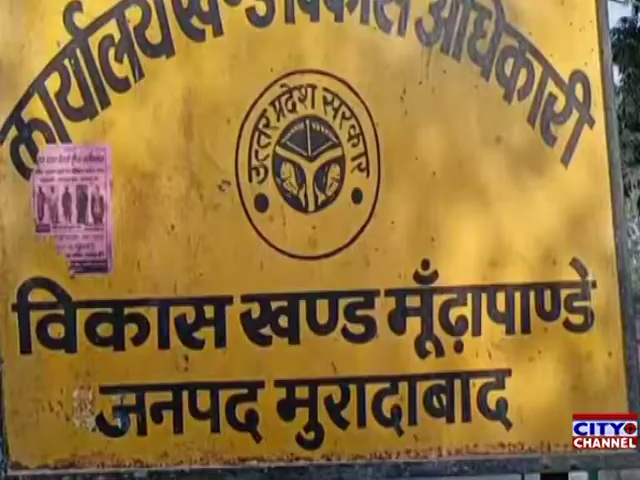 कार्यालय खण्ड विकास अधिकारी
उत्तर प्रदेश सरकार
विकास खण्ड मूँढ़ापाण्डे
जनपद मुरादाबाद
CITY
CHANNEL